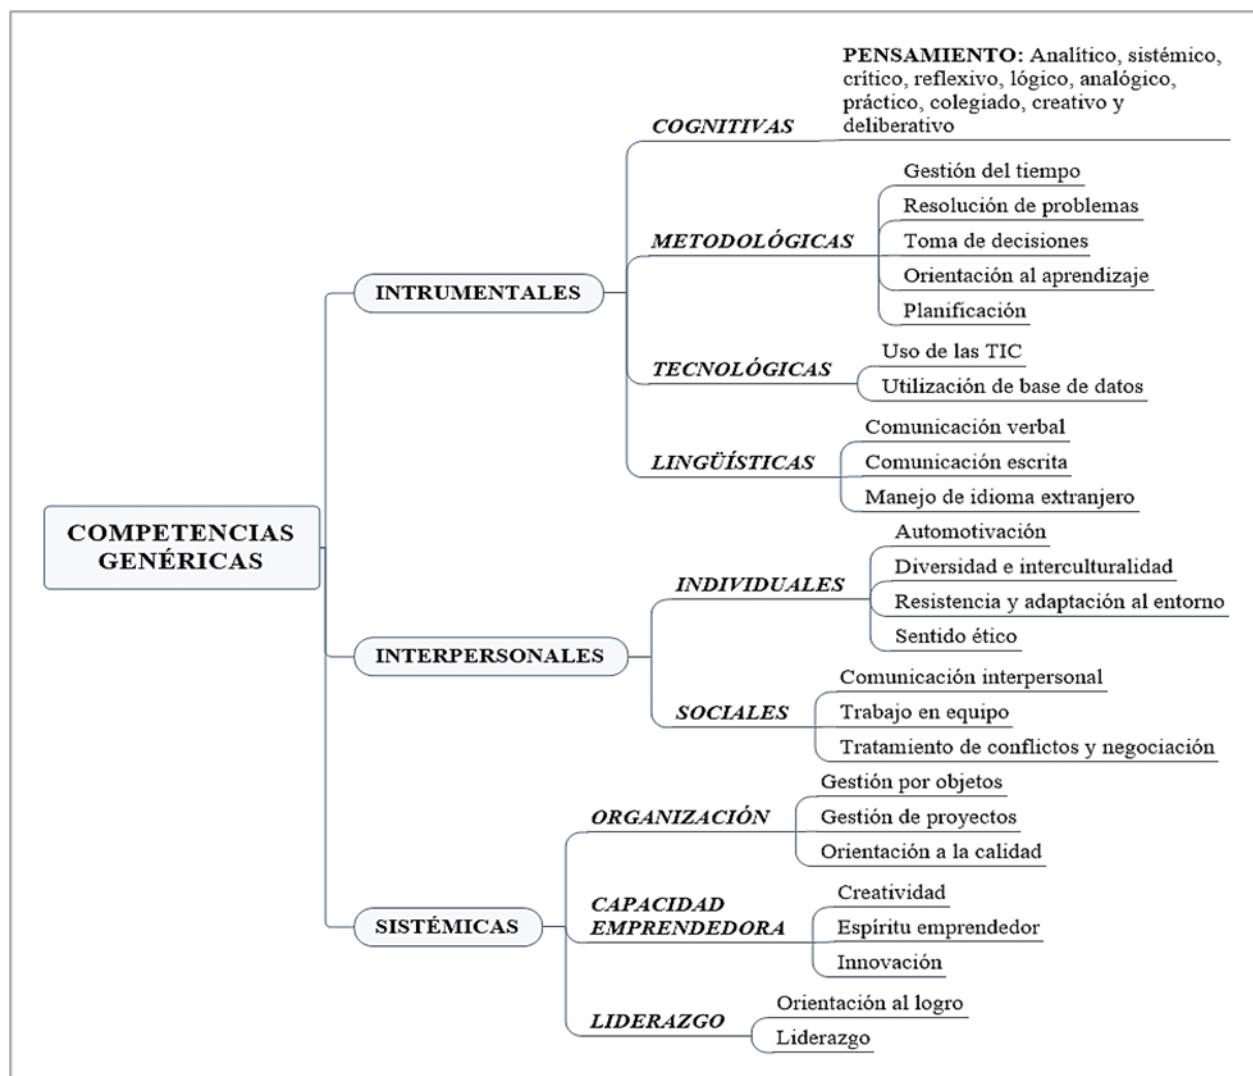 COMPETENCIAS
GENÉRICAS
INTRUMENTALES
COGNITIVAS
PENSAMIENTO: Analítico, sistémico,
crítico, reflexivo, lógico, analógico,
práctico, colegiado, creativo y
deliberativo
METODOLÓGICAS
Gestión del tiempo
Resolución de problemas
Toma de decisiones
Orientación al aprendizaje
Planificación
TECNOLÓGICAS
Uso de las TIC
Utilización de base de datos
LINGÜÍSTICAS
Comunicación verbal
Comunicación escrita
Manejo de idioma extranjero
INTERPERSONALES
INDIVIDUALES
Automotivación
Diversidad e interculturalidad
Resistencia y adaptación al entorno
Sentido ético
SOCIALES
Comunicación interpersonal
Trabajo en equipo
Tratamiento de conflictos y negociación
SISTÉMICAS
ORGANIZACIÓN
Gestión por objetos
Gestión de proyectos
Orientación a la calidad
CAPACIDAD
EMPRENDEDORA
Creatividad
Espíritu emprendedor
Innovación
LIDERAZGO
Orientación al logro
Liderazgo